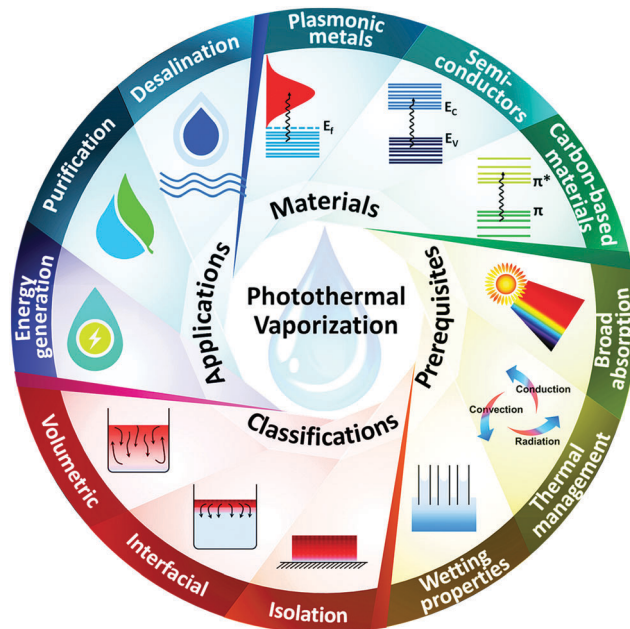 Plasmonic
metals
Semi-
conductors
Carbon-based
materials
Broad
absorption
Thermal
management
Wetting
properties
Isolation
Interfacial
Volumetric
Energy
generation
Purification
Desalination
Materials
Prerequisites
Classifications
Applications
Photothermal
Vaporization
Ef
EC
EV
π*
π
Conduction
Convection
Radiation